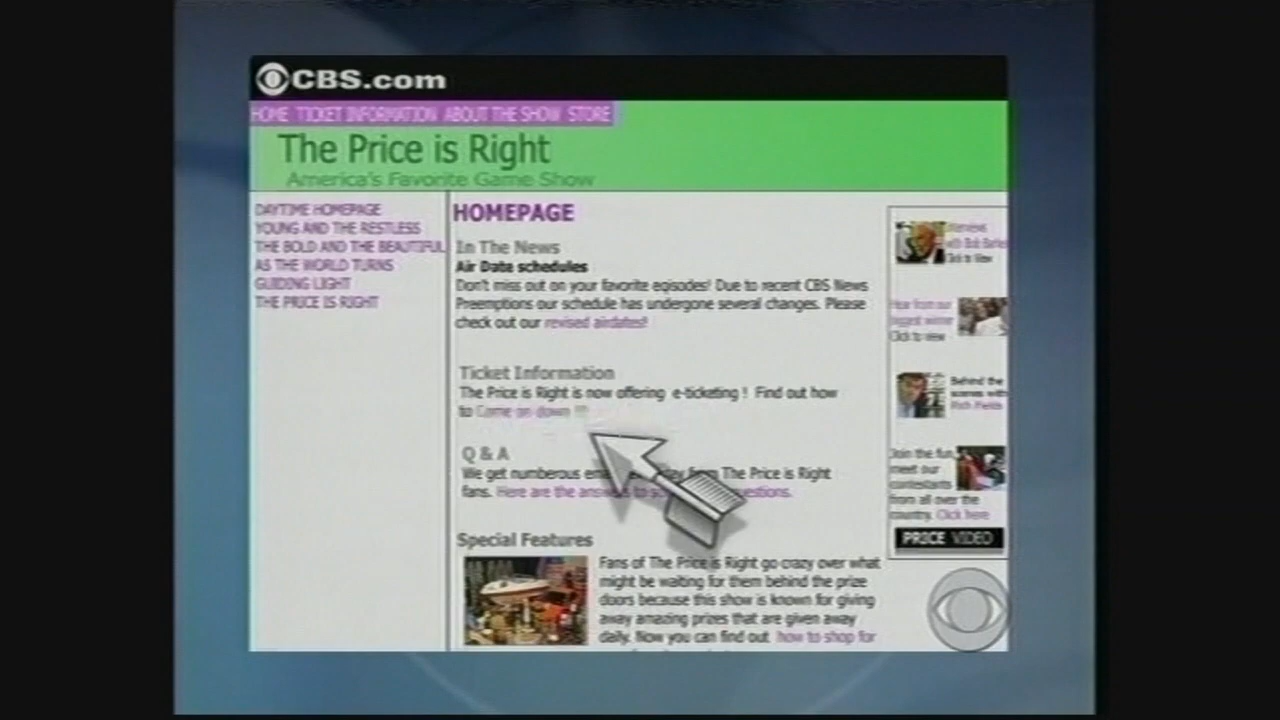 CBS.com
HOME TICKET INFORMATION ABOUT THE SHOW STORE
The Price is Right
America's Favorite Game Show
DAYTIME HOMEPAGE
YOUNG AND THE RESTLESS
THE BOLD AND THE BEAUTIFUL
AS THE WORLD TURNS
GUIDING LIGHT
THE PRICE IS RIGHT
HOMEPAGE
In The News
Air Date schedules
Don't miss out on your favorite episodes! Due to recent CBS News
Preemptions our schedule has undergone several changes. Please
check out our revised airdates!
Ticket Information
The Price is Right is now offering e-ticketing ! Find out how
to Come on down !!!
Q & A
We get numberous from The Price is Right
fans. Here are the answers to
Special Features
Fans of The Price is Right go crazy over what
might be waiting for them behind the prize
doors because this show is known for giving
away amazing prizes that are given away
daily. Now you can find out how to shop for
Interviews
with Bob Barker
Click to View
Hear from our
biggest winner
Click to view
Behind the
scenes with
Rich Fields
Join the fun,
meet our
contestants
from all over the
country. Click here
PRICE VIDEO